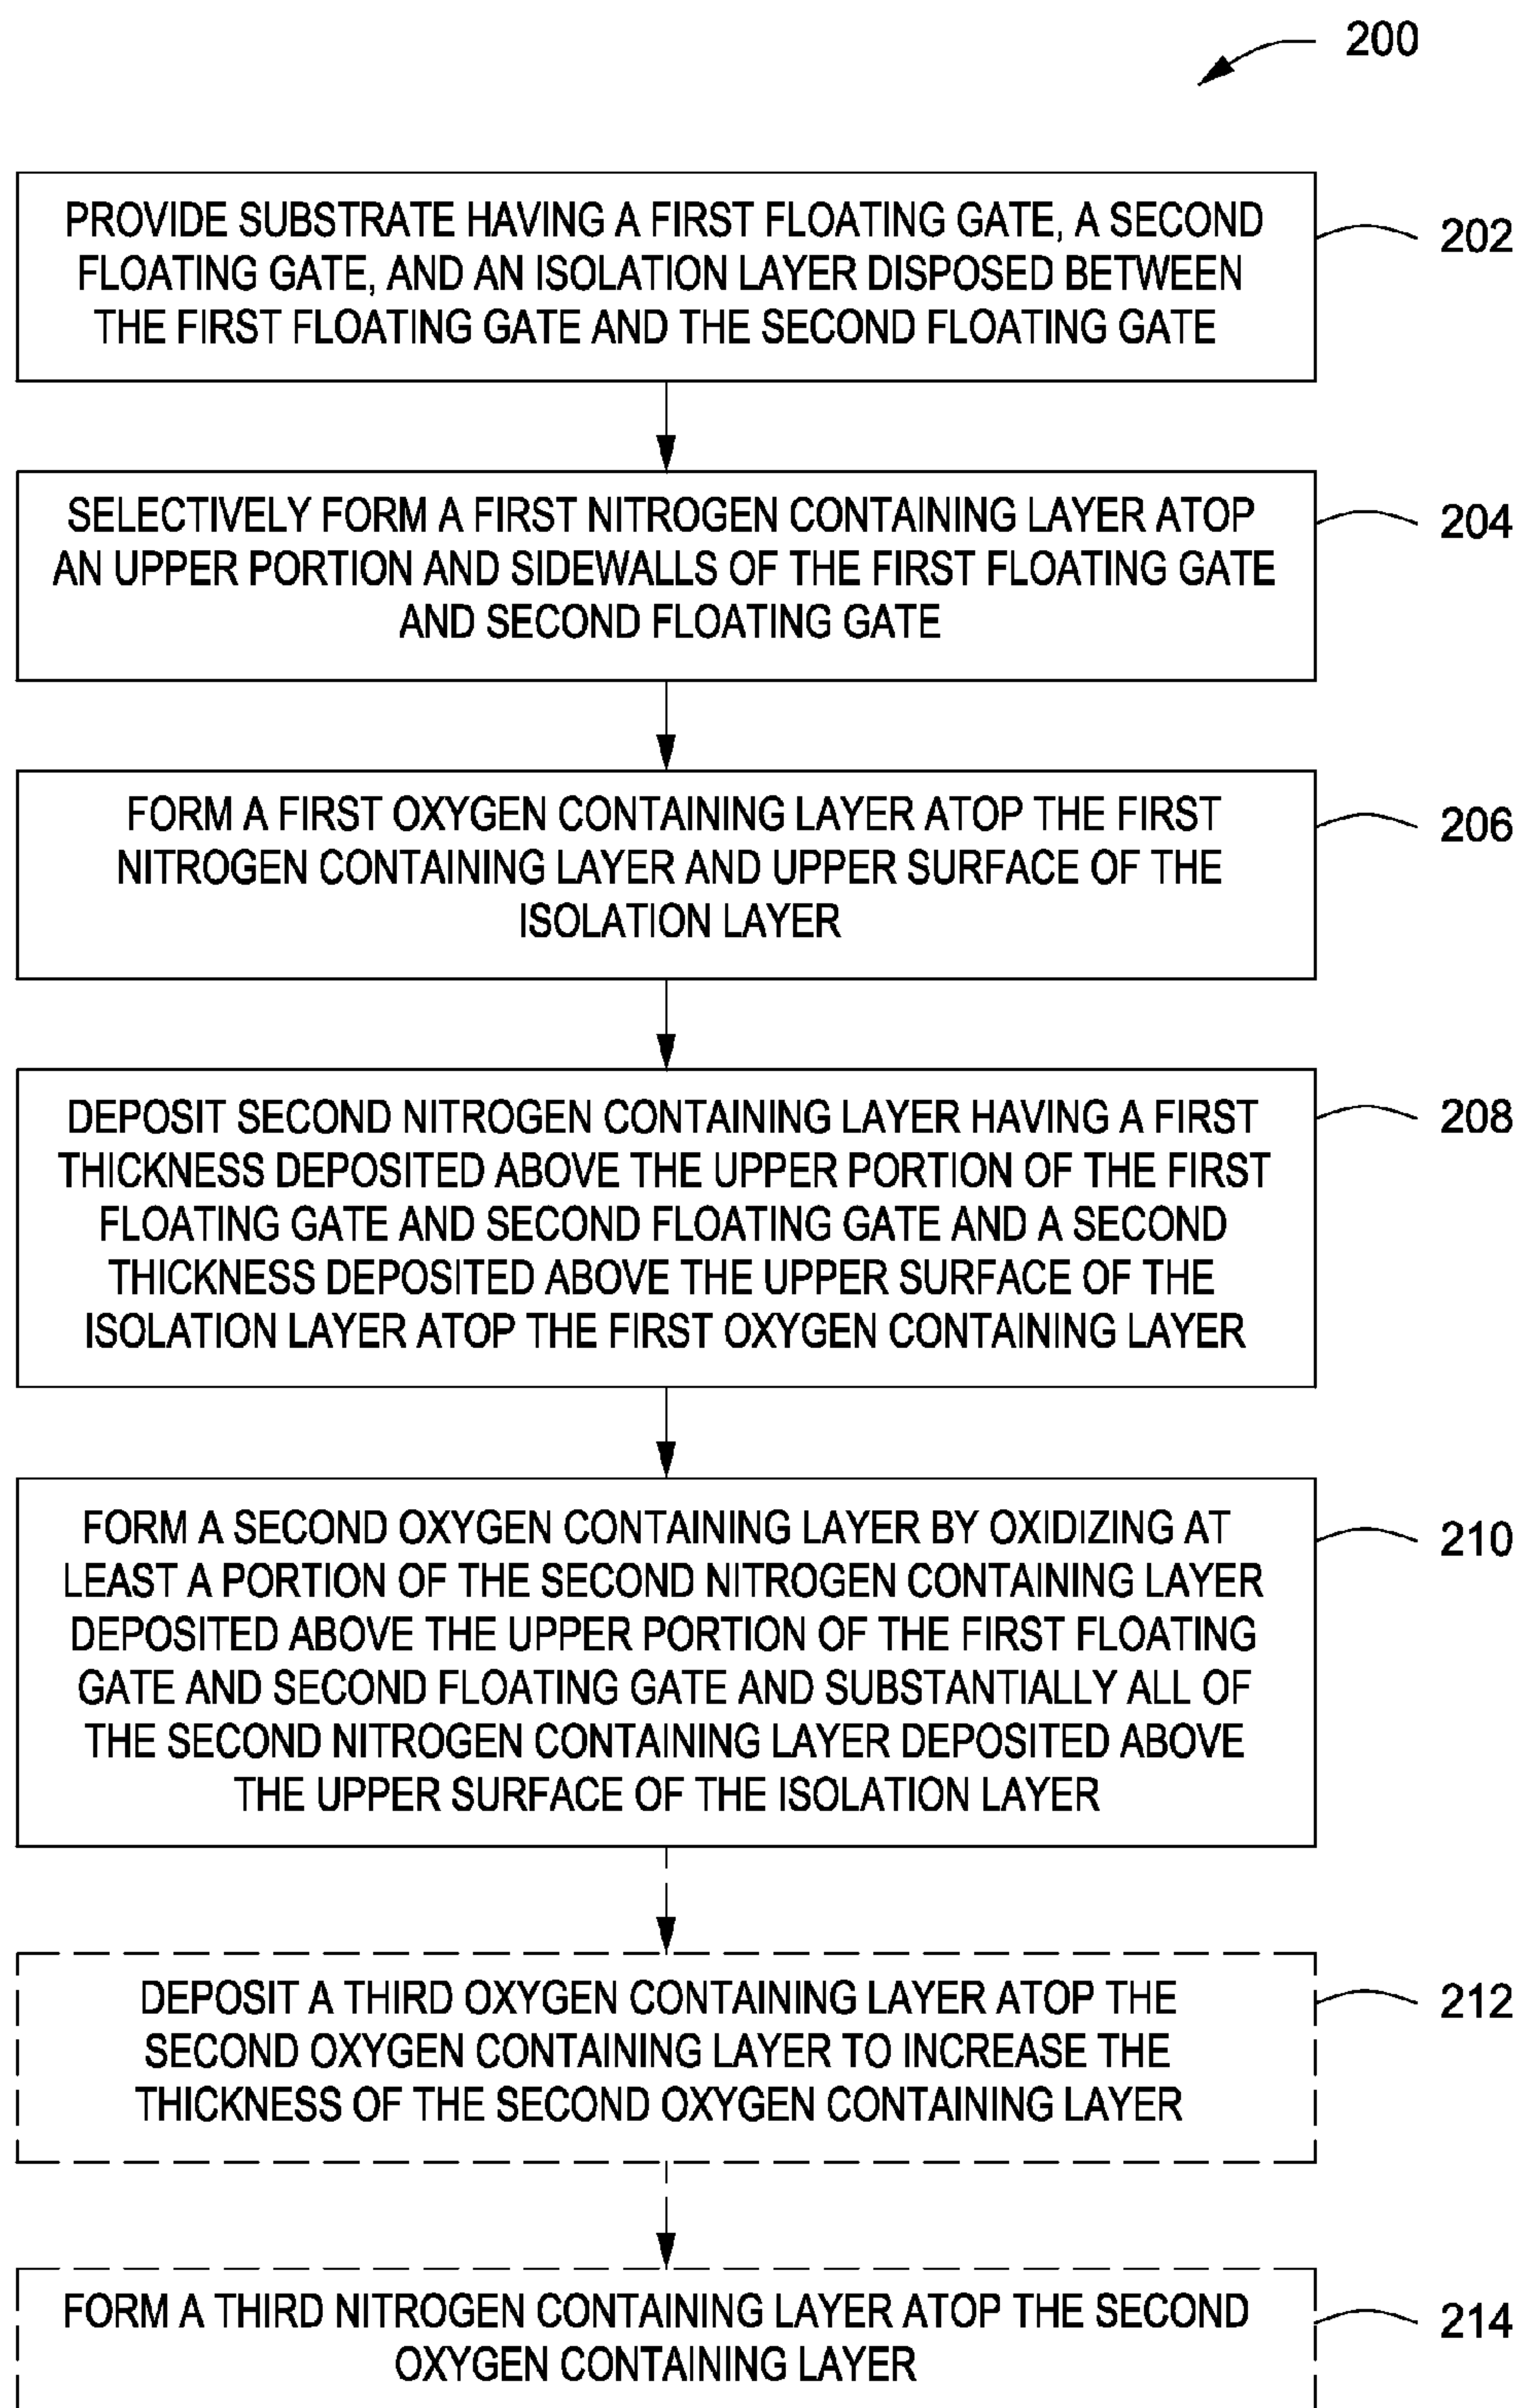 200
PROVIDE SUBSTRATE HAVING A FIRST FLOATING GATE, A SECOND
FLOATING GATE, AND AN ISOLATION LAYER DISPOSED BETWEEN
THE FIRST FLOATING GATE AND THE SECOND FLOATING GATE
202
SELECTIVELY FORM A FIRST NITROGEN CONTAINING LAYER ATOP
AN UPPER PORTION AND SIDEWALLS OF THE FIRST FLOATING GATE
AND SECOND FLOATING GATE
204
FORM A FIRST OXYGEN CONTAINING LAYER ATOP THE FIRST
NITROGEN CONTAINING LAYER AND UPPER SURFACE OF THE
ISOLATION LAYER
206
DEPOSIT SECOND NITROGEN CONTAINING LAYER HAVING A FIRST
THICKNESS DEPOSITED ABOVE THE UPPER PORTION OF THE FIRST
FLOATING GATE AND SECOND FLOATING GATE AND A SECOND
THICKNESS DEPOSITED ABOVE THE UPPER SURFACE OF THE
ISOLATION LAYER ATOP THE FIRST OXYGEN CONTAINING LAYER
208
FORM A SECOND OXYGEN CONTAINING LAYER BY OXIDIZING AT
LEAST A PORTION OF THE SECOND NITROGEN CONTAINING LAYER
DEPOSITED ABOVE THE UPPER PORTION OF THE FIRST FLOATING
GATE AND SECOND FLOATING GATE AND SUBSTANTIALLY ALL OF
THE SECOND NITROGEN CONTAINING LAYER DEPOSITED ABOVE
THE UPPER SURFACE OF THE ISOLATION LAYER
210
DEPOSIT A THIRD OXYGEN CONTAINING LAYER ATOP THE
SECOND OXYGEN CONTAINING LAYER TO INCREASE THE
THICKNESS OF THE SECOND OXYGEN CONTAINING LAYER
212
FORM A THIRD NITROGEN CONTAINING LAYER ATOP THE SECOND
OXYGEN CONTAINING LAYER
214